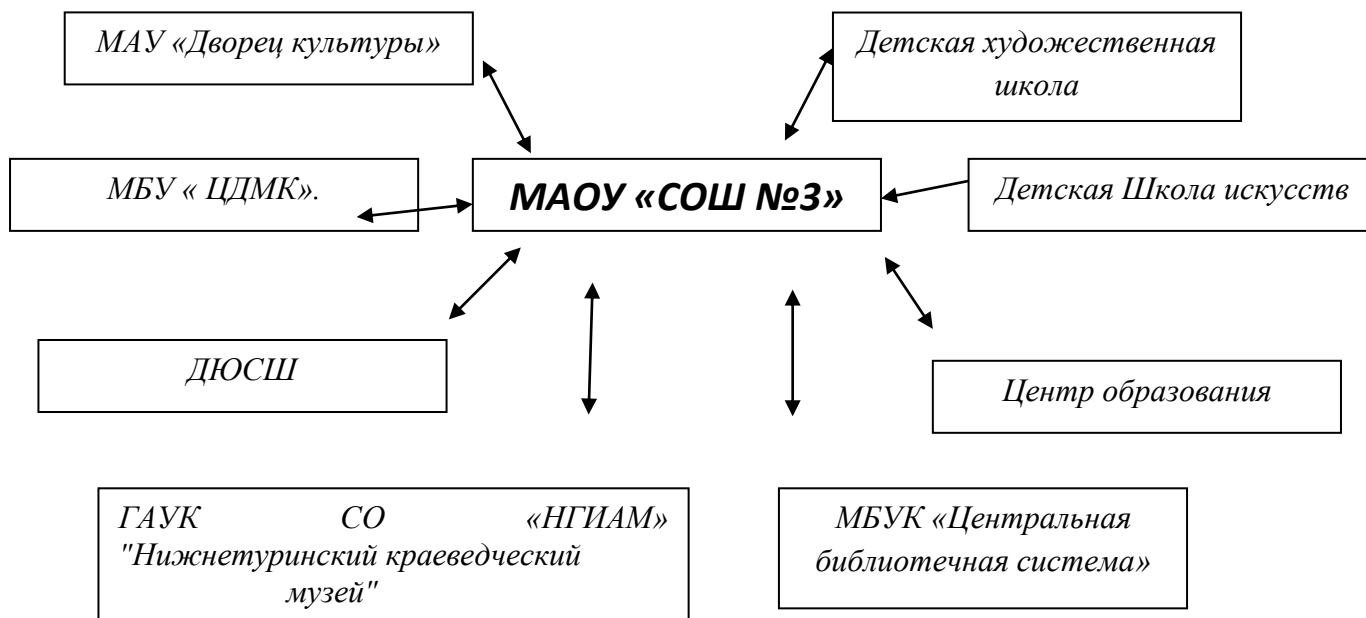 МАУ «Дворец культуры»
Детская художественная
школа
МБУ « ЦДМК».
МАОУ «СОШ №3»
Детская Школа искусств
ДЮСШ
Центр образования
ГАУК СО «НГИАМ»
"Нижнетуринский краеведческий
музей"
МБУК «Центральная
библиотечная система»